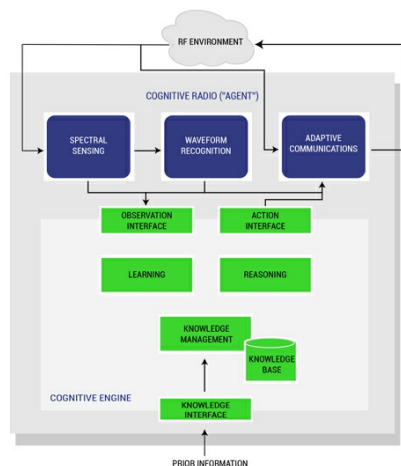 RF ENVIRONMENT
COGNITIVE RADIO ("AGENT")
SPECTRAL
SENSING
WAVEFORM
RECOGNITION
ADAPTIVE
COMMUNICATIONS
OBSERVATION
INTERFACE
ACTION
INTERFACE
LEARNING
REASONING
KNOWLEDGE
MANAGEMENT
KNOWLEDGE
BASE
COGNITIVE ENGINE
KNOWLEDGE
INTERFACE
PRIOR INFORMATION